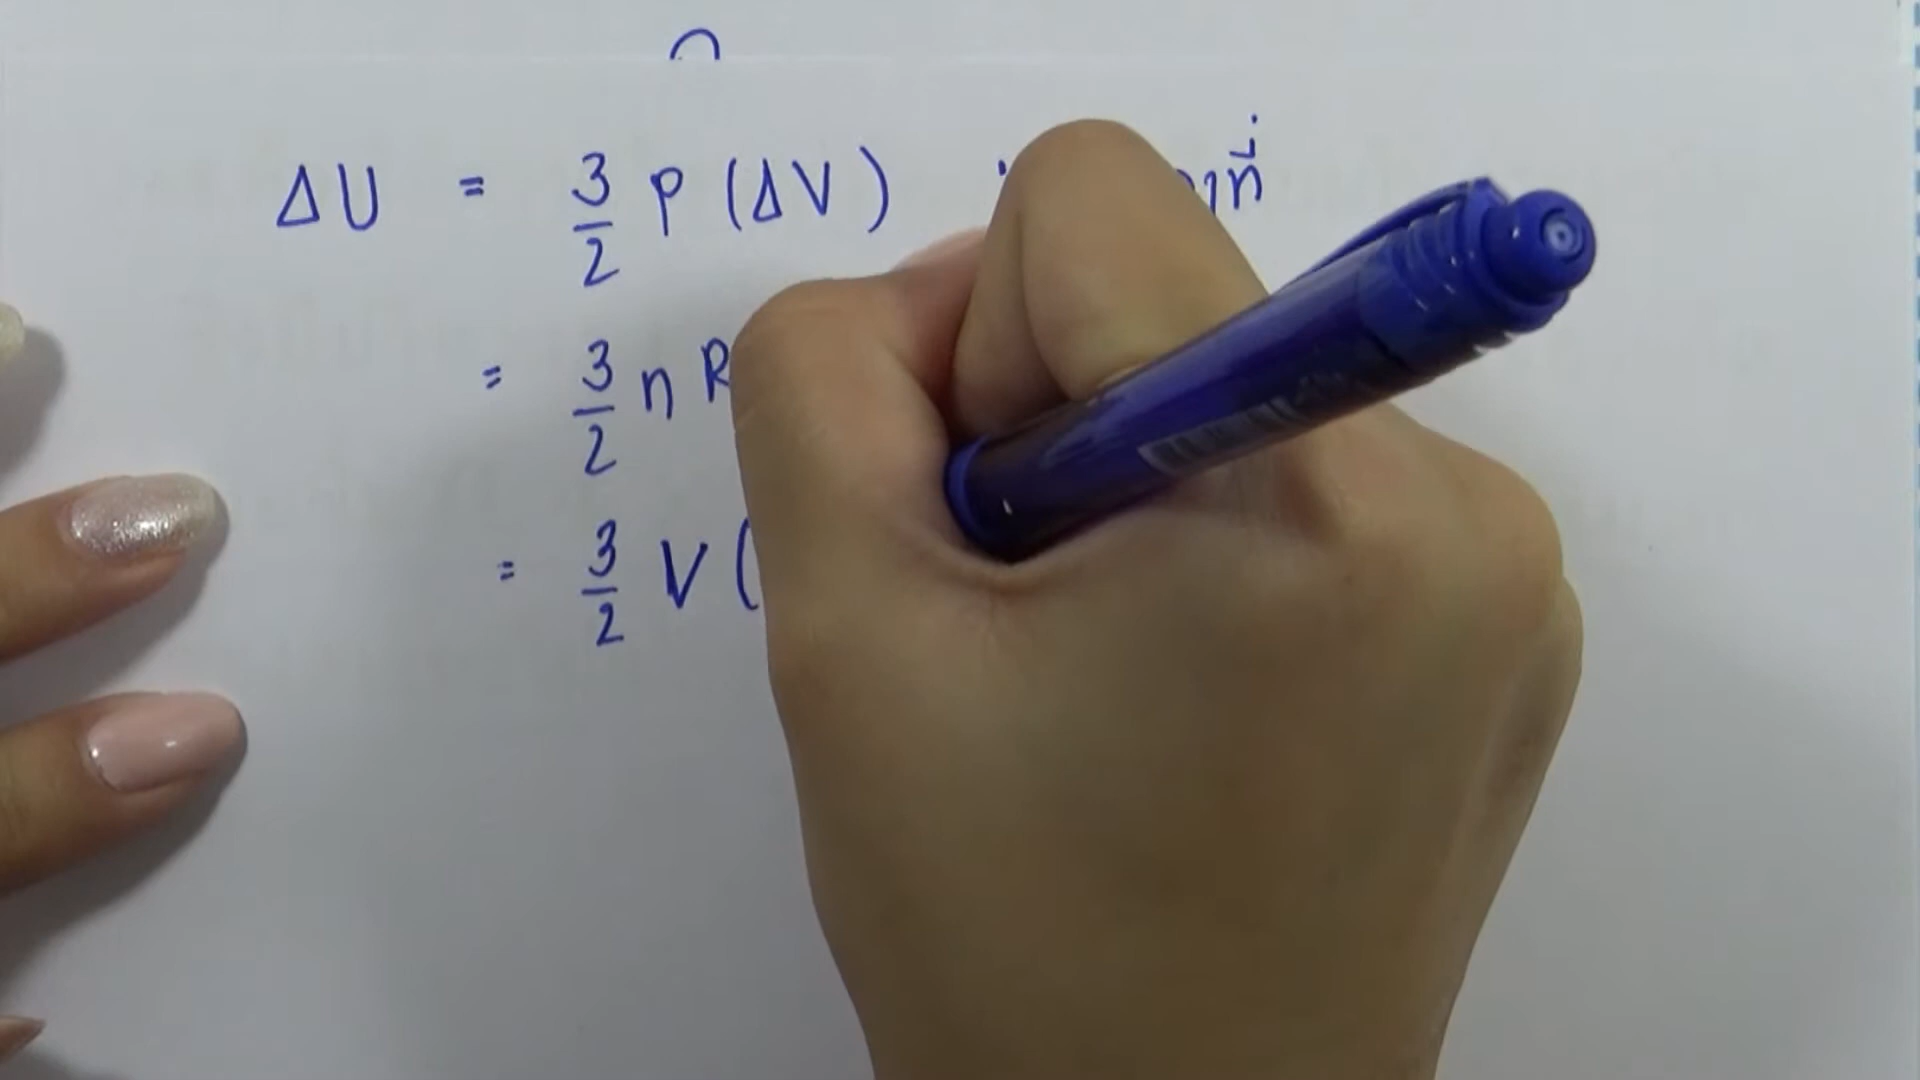 ΔU = 3/2 P (ΔV)
= 3/2 n R
= 3/2 V (